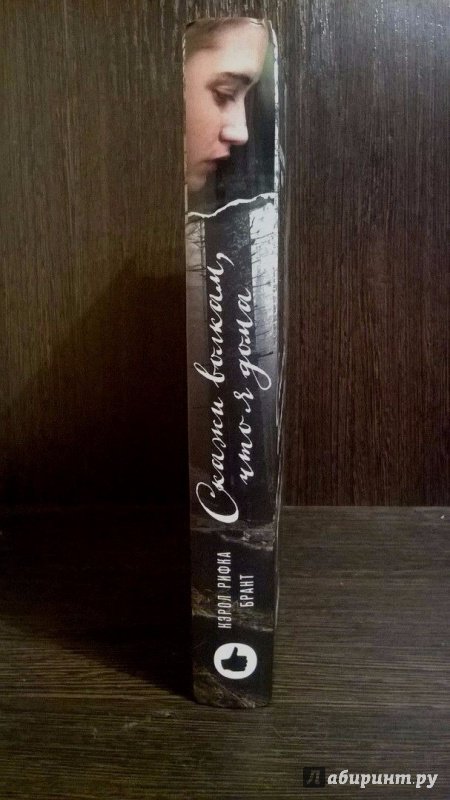 Скажи волкам,
что я дома
КЭРОЛ РИФКА
БРАНТ
Лабиринт.ру